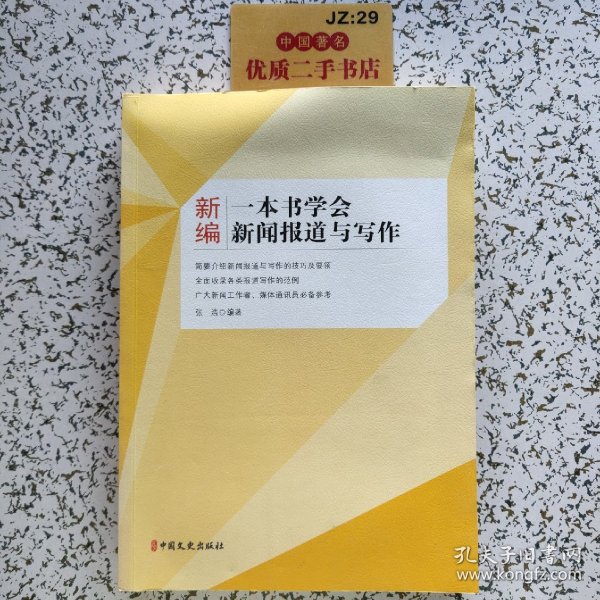 JZ:29
中国著名
优质二手书店
新编
一本书学会
新闻报道与写作
简要介绍新闻报道与写作的技巧及要领
全面收录各类报道写作的范例
广大新闻工作者、媒体通讯员必备参考
张浩◎编著
中国文史出版社
孔夫子旧书网
www.kongfz.com